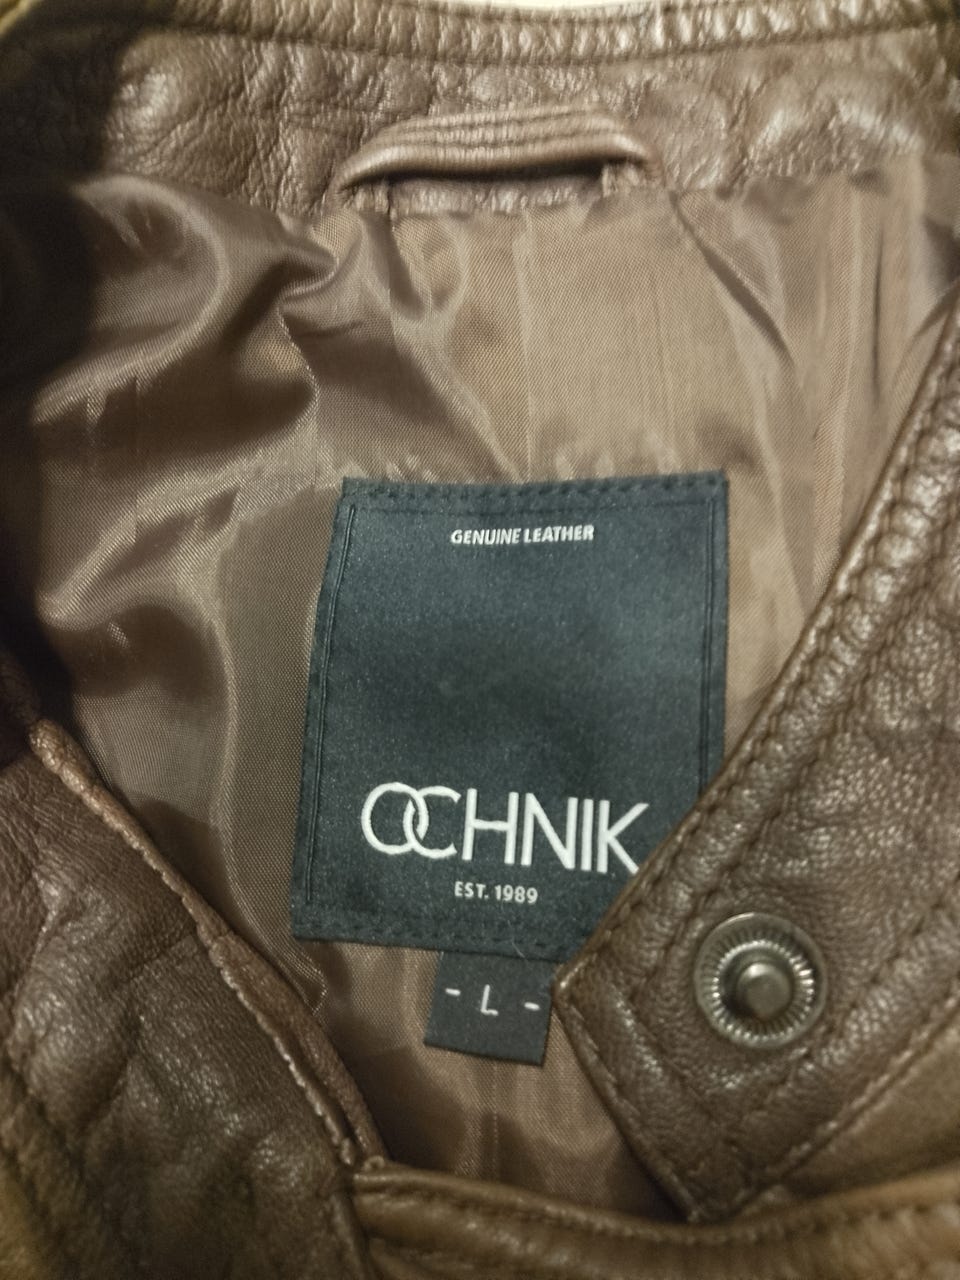 GENUINE LEATHER
OCHNIK
EST. 1989
- L -